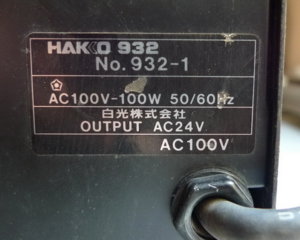 HAKKO 932
No.932-1
AC100V-100W 50/60Hz
白光株式会社
OUTPUT AC24V
AC100V